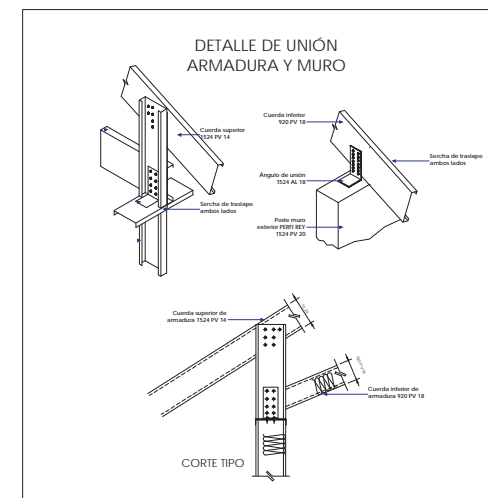 DETALLE DE UNIÓN
ARMADURA Y MURO
Cuerda superior
1524 PV 14
Sercha de traslape
ambos lados
Cuerda inferior
920 PV 18
Sercha de traslape
ambos lados
Ángulo de unión
1524 AL 18
Poste muro
exterior PERFI REY
1524 PV 20
Cuerda superior de
armadura 1524 PV 14
Cuerda inferior de
armadura 920 PV 18
CORTE TIPO